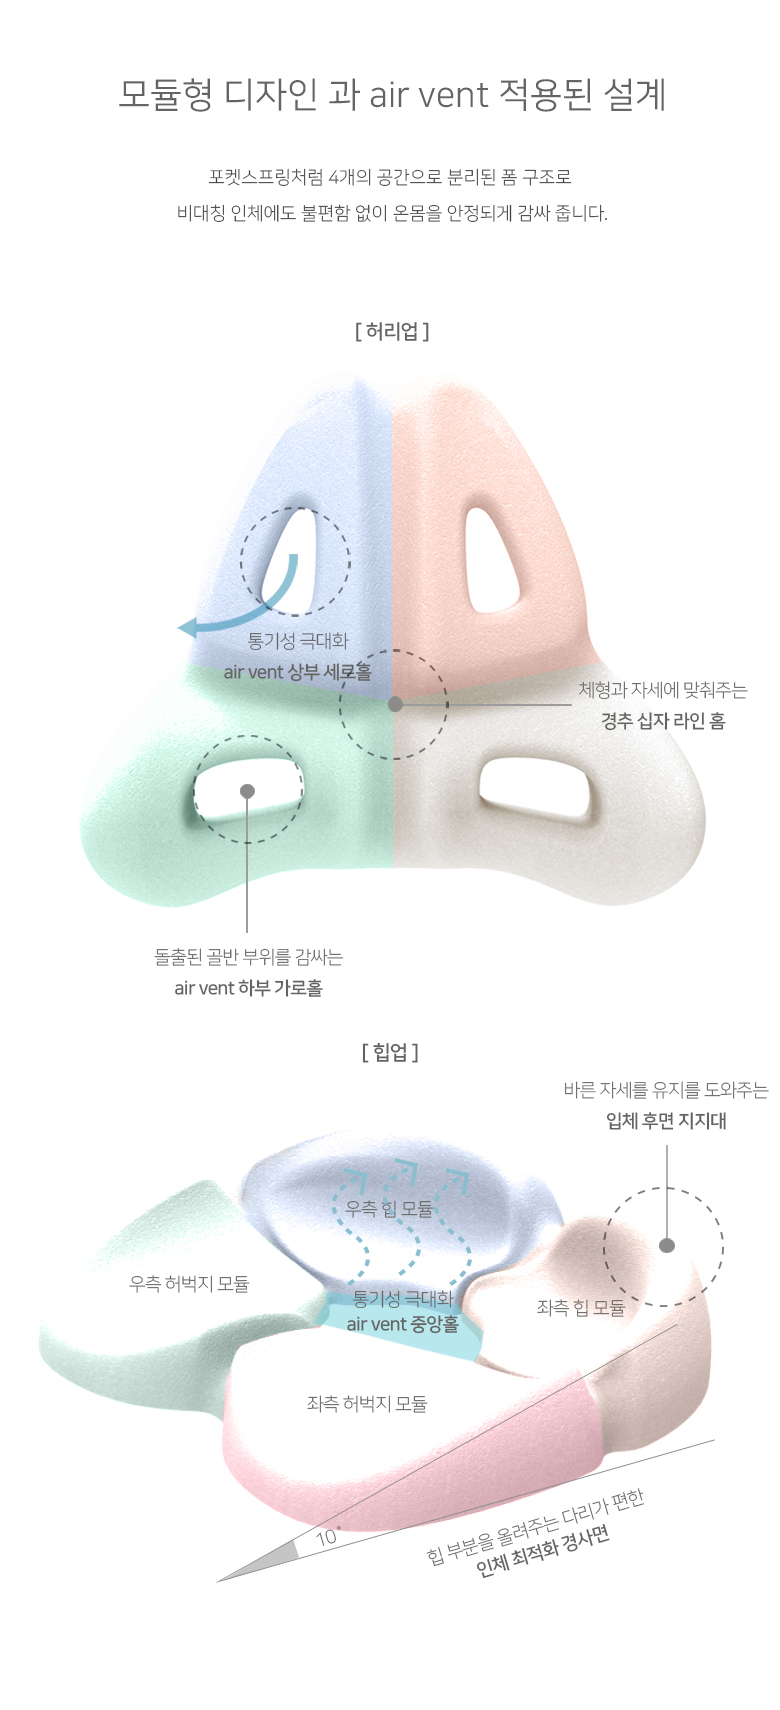 모듈형 디자인 과 air vent 적용된 설계
포켓스프링처럼 4개의 공간으로 분리된 폼 구조로
비대칭 인체에도 불편함 없이 온몸을 안정되게 감싸 줍니다.
[ 허리업 ]
통기성 극대화
air vent 상부 세로홀
체형과 자세에 맞춰주는
경추 십자 라인 홈
돌출된 골반 부위를 감싸는
air vent 하부 가로홀
[ 힙업 ]
바른 자세를 유지를 도와주는
입체 후면 지지대
우측 힙 모듈
우측 허벅지 모듈
통기성 극대화
air vent 중앙홀
좌측 힙 모듈
좌측 허벅지 모듈
10°
힙 부분을 올려주는 다리가 편한
인체 최적화 경사면